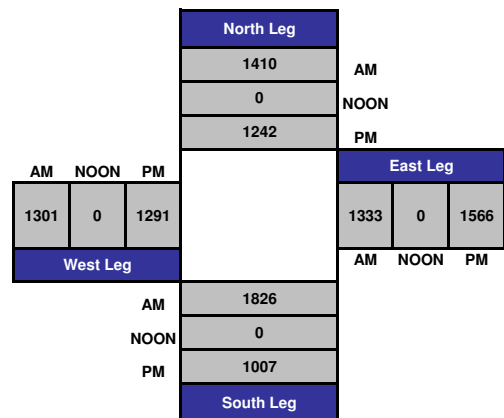 North Leg
1410
AM
0
NOON
1242
PM
AM NOON PM
East Leg
1301 0 1291
1333 0 1566
West Leg
AM NOON PM
AM
1826
NOON
0
PM
1007
South Leg